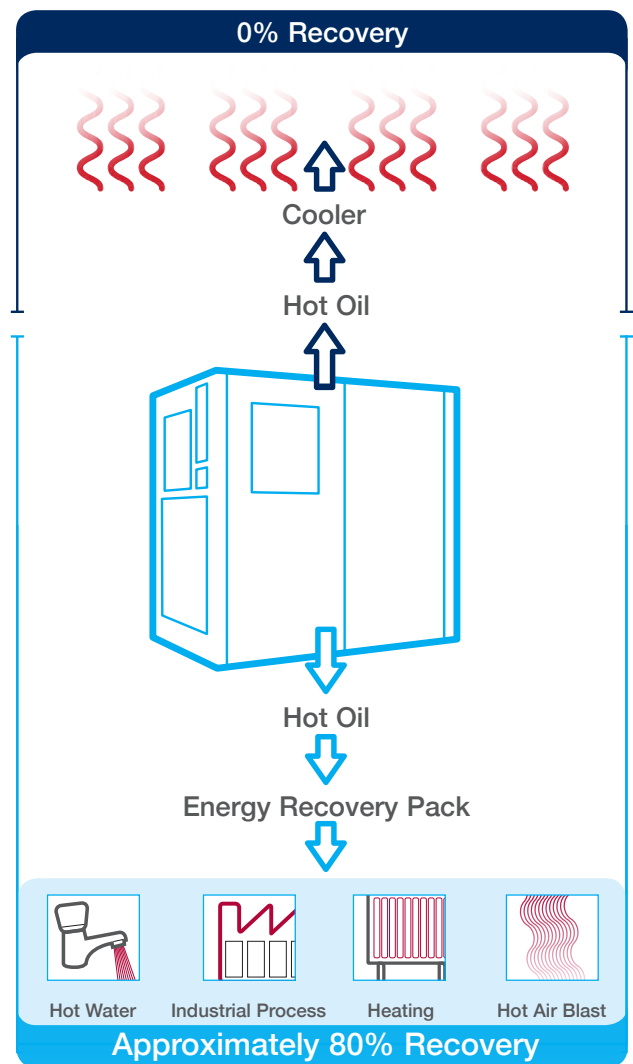 0% Recovery
Cooler
Hot Oil
Hot Oil
Energy Recovery Pack
Hot Water
Industrial Process
Heating
Hot Air Blast
Approximately 80% Recovery